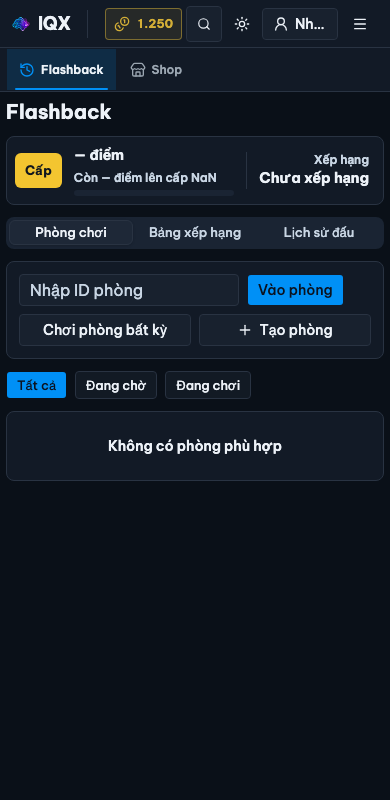 IQX
1.250
Nh...
Flashback
Shop
Flashback
Cấp
— điểm
Còn — điểm lên cấp NaN
Xếp hạng
Chưa xếp hạng
Phòng chơi
Bảng xếp hạng
Lịch sử đấu
Nhập ID phòng
Vào phòng
Chơi phòng bất kỳ
+ Tạo phòng
Tất cả
Đang chờ
Đang chơi
Không có phòng phù hợp